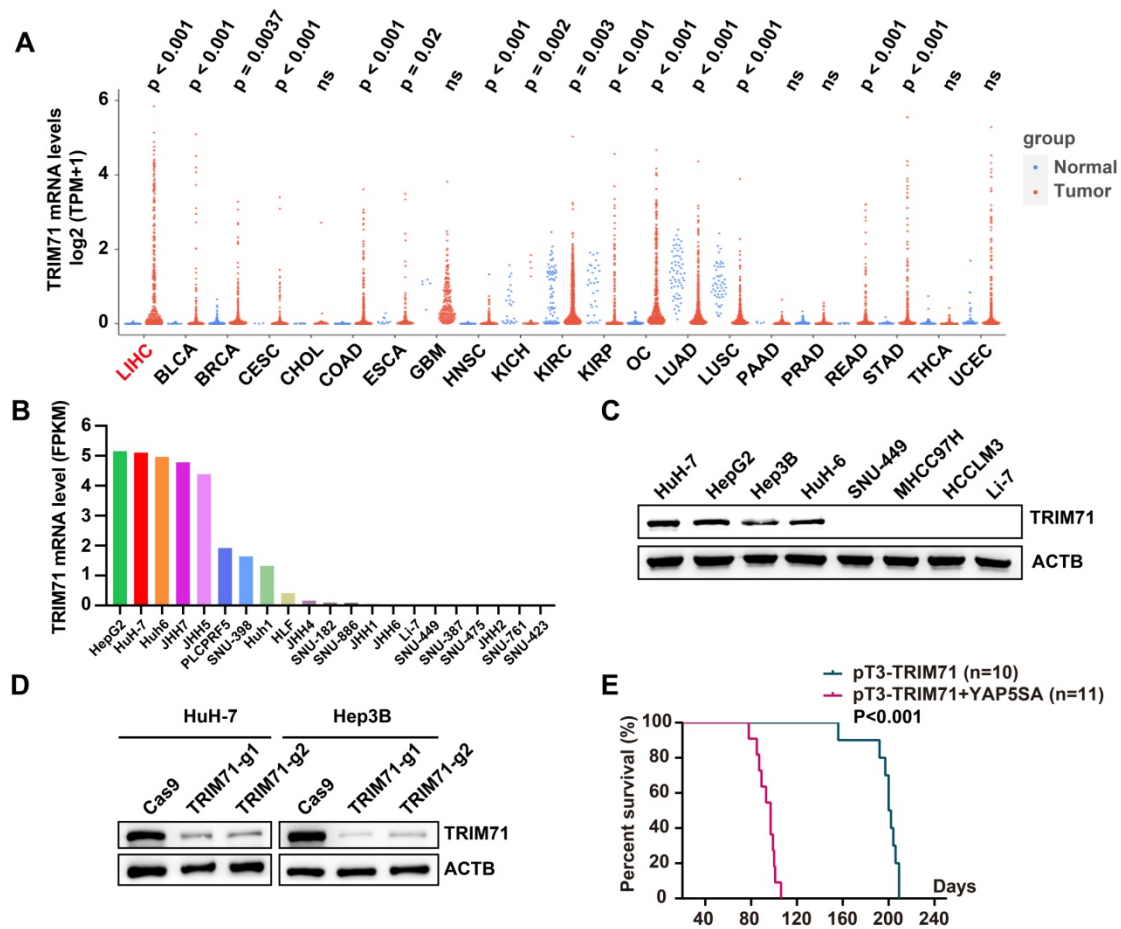 A
p < 0.001
p < 0.001
p = 0.0037
p < 0.001
ns
p < 0.001
p = 0.02
ns
p < 0.001
p = 0.002
p = 0.003
p < 0.001
p < 0.001
p < 0.001
p < 0.001
ns
ns
p < 0.001
p < 0.001
ns
ns
TRIM71 mRNA levels
log2 (TPM+1)
6
4
2
0
group
Normal
Tumor
LIHC
BLCA
BRCA
CESC
CHOL
COAD
ESCA
GBM
HNSC
KICH
KIRC
KIRP
OC
LUAD
LUSC
PAAD
PRAD
READ
STAD
THCA
UCEC
B
TRIM71 mRNA level (FPKM)
6
5
4
3
2
1
0
HepG2
HuH-7
Huh6
JHH7
JHH5
PLCPRF5
SNU-398
Huh1
HLF
JHH4
SNU-182
SNU-886
JHH1
JHH6
Li-7
SNU-449
SNU-387
SNU-475
JHH2
SNU-761
SNU-423
C
HuH-7
HepG2
Hep3B
HuH-6
SNU-449
MHCC97H
HCCLM3
Li-7
TRIM71
ACTB
D
HuH-7
Hep3B
Cas9
TRIM71-g1
TRIM71-g2
Cas9
TRIM71-g1
TRIM71-g2
TRIM71
ACTB
E
pT3-TRIM71 (n=10)
pT3-TRIM71+YAP5SA (n=11)
P<0.001
Percent survival (%)
100
80
60
40
20
0
Days
40 80 120 160 200 240